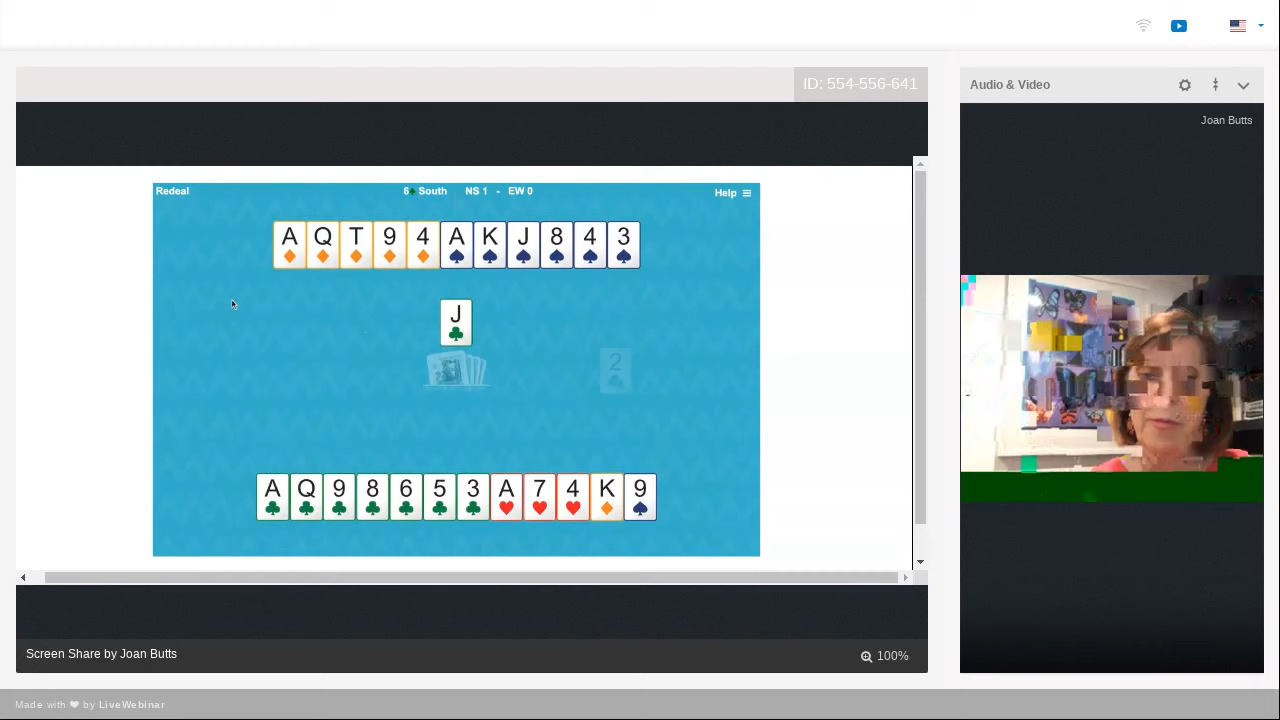 ID: 554-556-641
Audio & Video
Joan Butts
Redeal
6♣ South NS 1 - EW 0
Help
A Q T 9 4 A K J 8 4 3
J
2
A Q 9 8 6 5 3 A 7 4 K 9
Screen Share by Joan Butts
100%
Made with ❤ by LiveWebinar